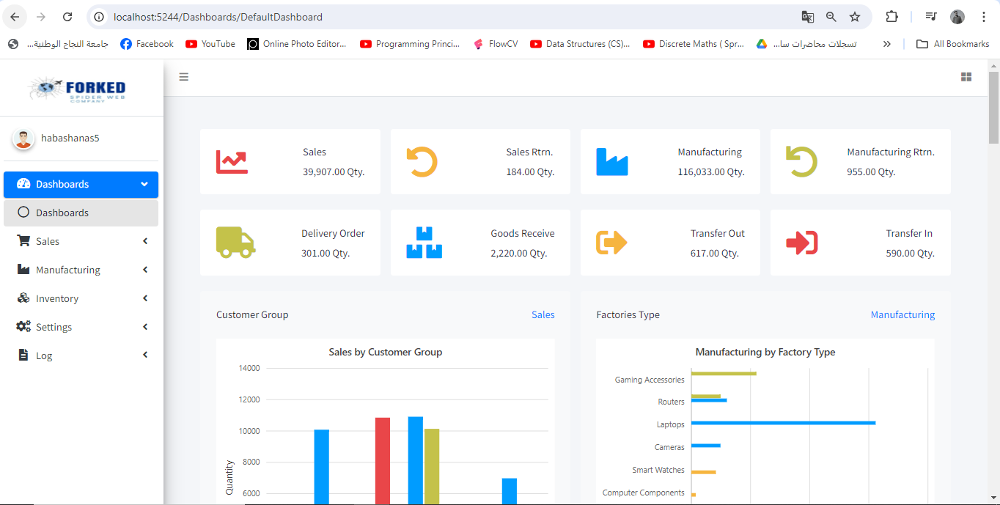 localhost:5244/Dashboards/DefaultDashboard
جامعة النجاح الوطنية...
Facebook
YouTube
Online Photo Editor...
Programming Princi...
FlowCV
Data Structures (CS)...
Discrete Maths ( Spr...
تسجلات محاضرات سا...
All Bookmarks
FORKED
SPIDER WEB
COMPANY
habashanas5
Dashboards
Dashboards
Sales
Manufacturing
Inventory
Settings
Log
Sales
39,907.00 Qty.
Sales Rtrn.
184.00 Qty.
Manufacturing
116,033.00 Qty.
Manufacturing Rtrn.
955.00 Qty.
Delivery Order
301.00 Qty.
Goods Receive
2,220.00 Qty.
Transfer Out
617.00 Qty.
Transfer In
590.00 Qty.
Customer Group
Sales
Sales by Customer Group
14000
12000
10000
8000
6000
Quantity
Factories Type
Manufacturing
Manufacturing by Factory Type
Gaming Accessories
Routers
Laptops
Cameras
Smart Watches
Computer Components